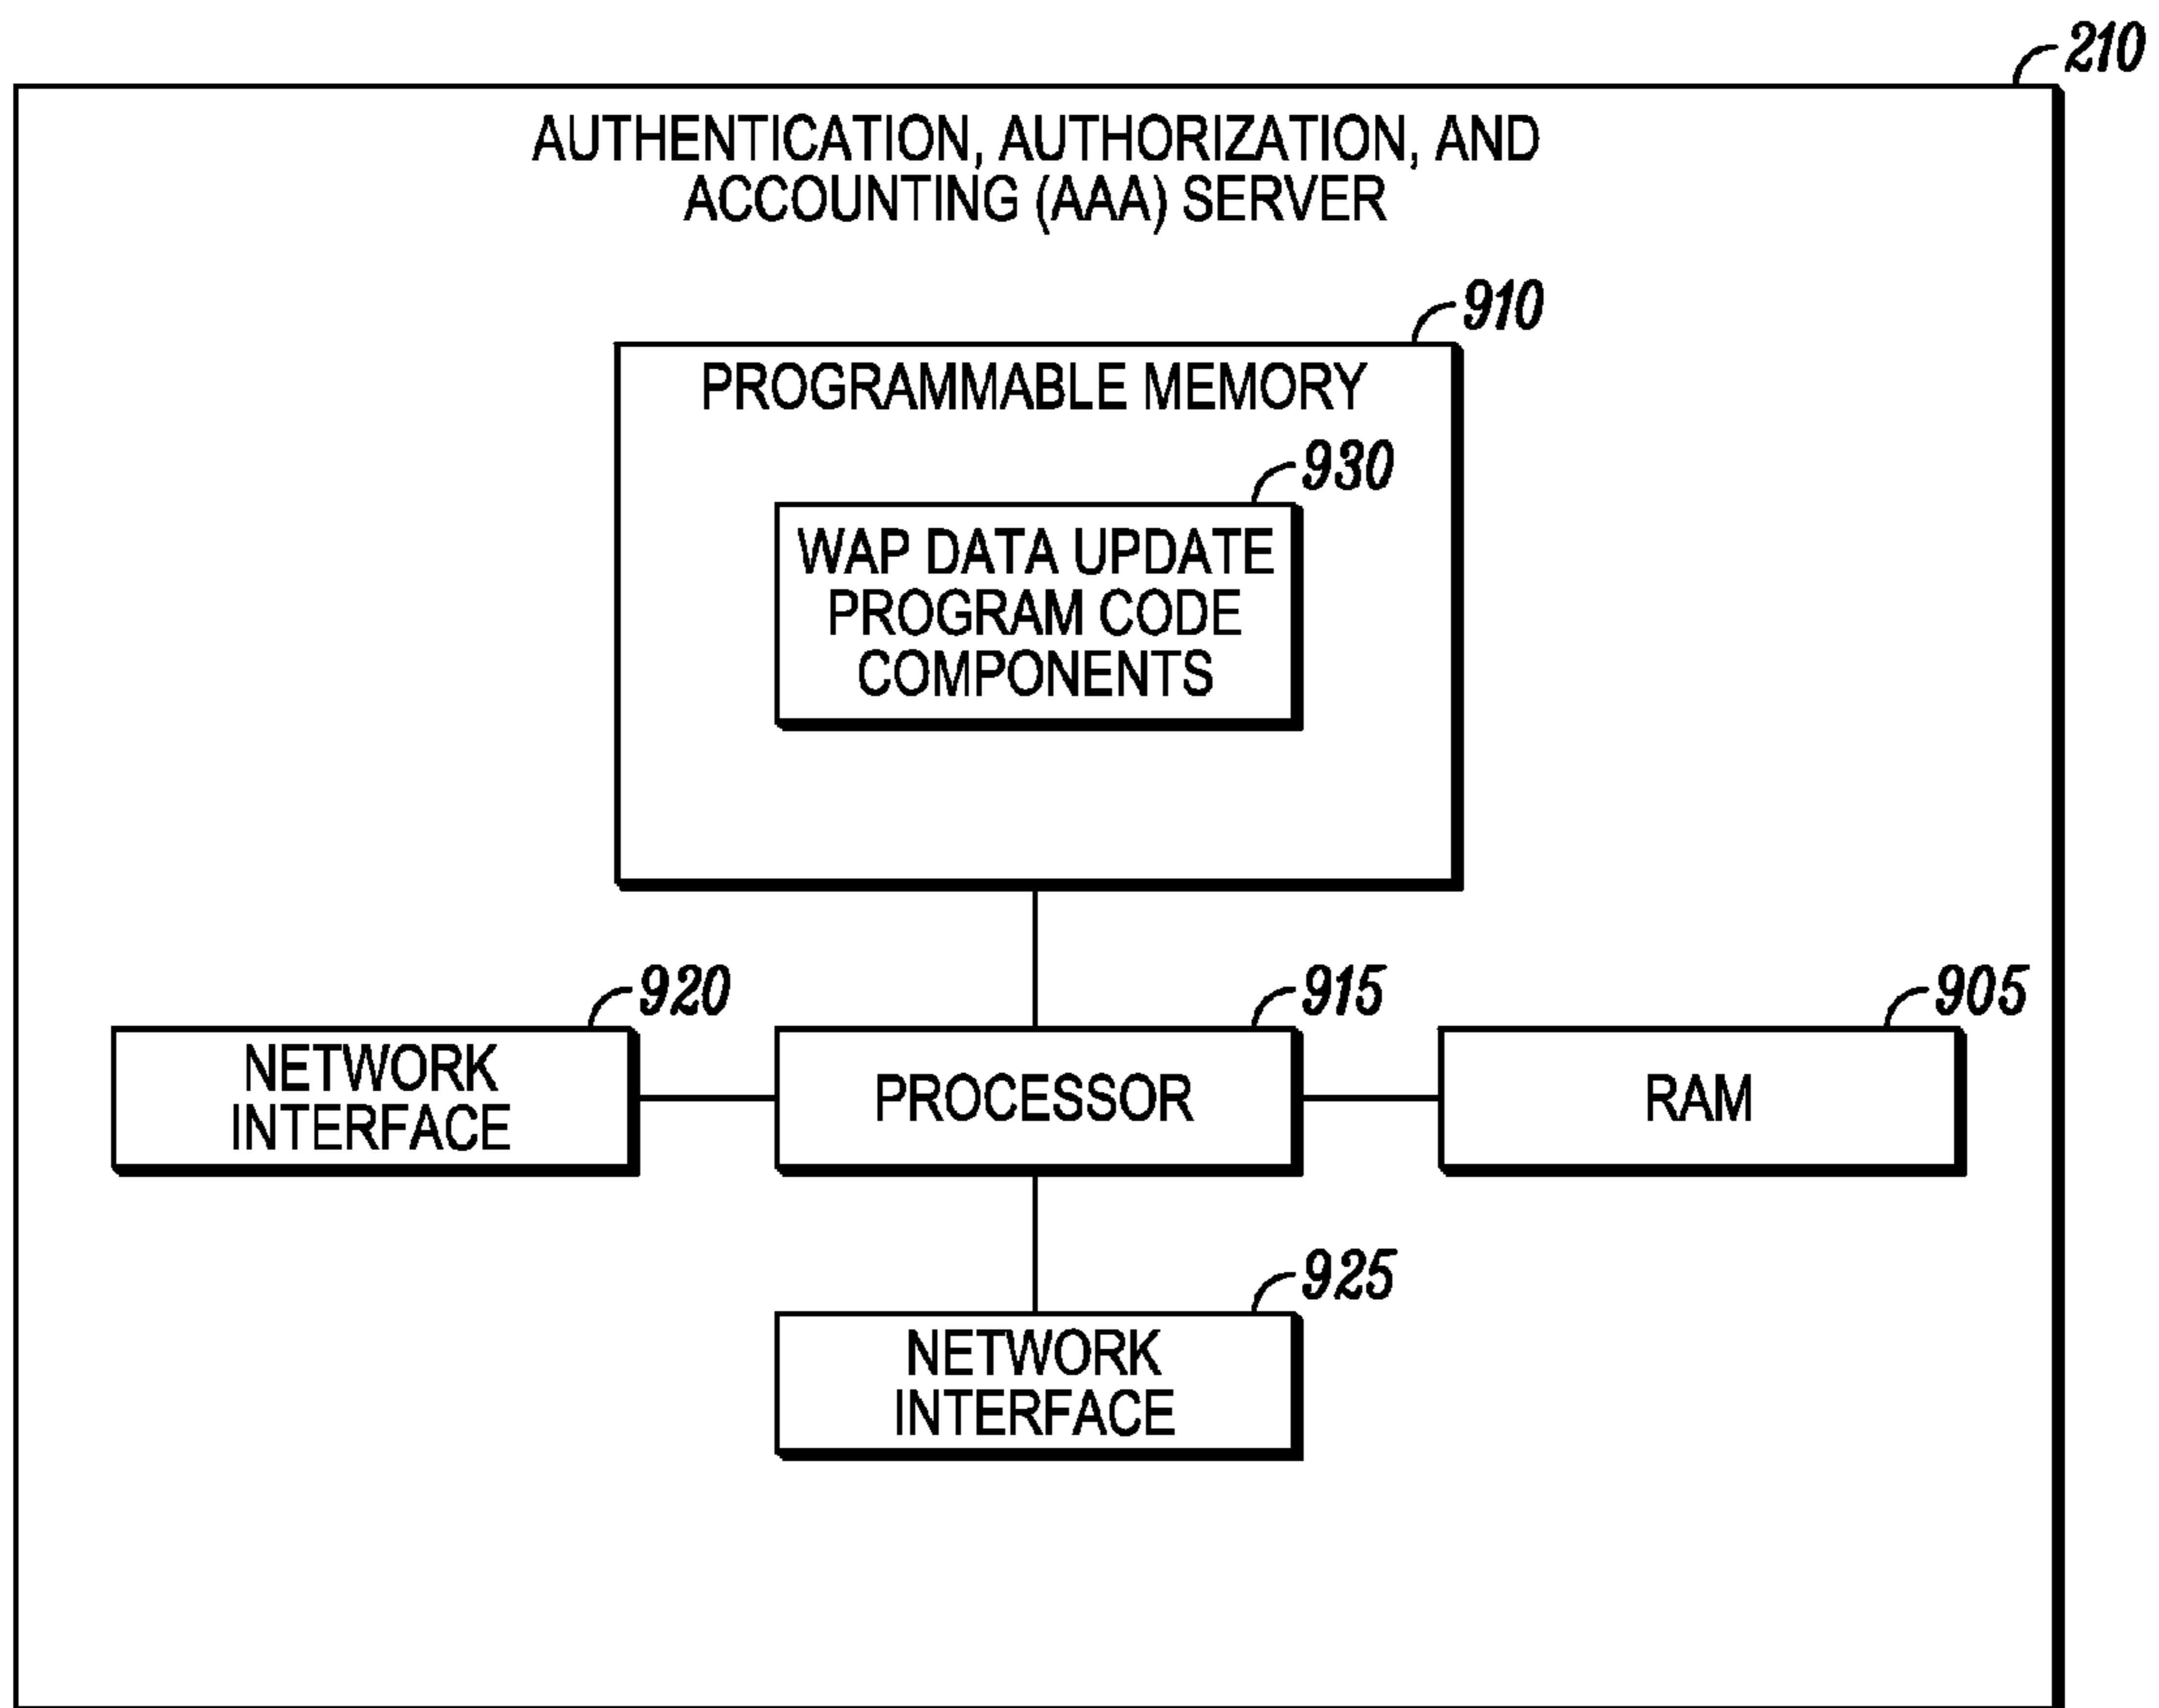 210
AUTHENTICATION, AUTHORIZATION, AND
ACCOUNTING (AAA) SERVER
910
PROGRAMMABLE MEMORY
930
WAP DATA UPDATE
PROGRAM CODE
COMPONENTS
920
NETWORK
INTERFACE
915
PROCESSOR
905
RAM
925
NETWORK
INTERFACE